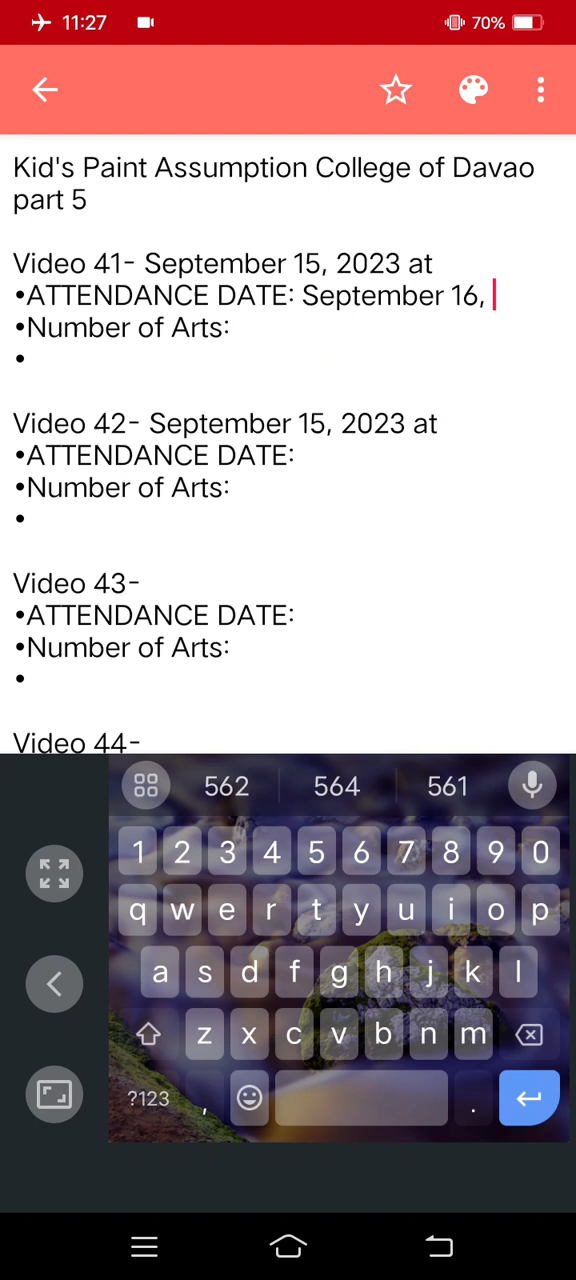 11:27 70%
Kid's Paint Assumption College of Davao
part 5
Video 41- September 15, 2023 at
•ATTENDANCE DATE: September 16,
•Number of Arts:
•
Video 42- September 15, 2023 at
•ATTENDANCE DATE:
•Number of Arts:
•
Video 43-
•ATTENDANCE DATE:
•Number of Arts:
•
Video 44-
562 564 561
1 2 3 4 5 6 7 8 9 0
q w e r t y u i o p
a s d f g h j k l
z x c v b n m
?123 , .